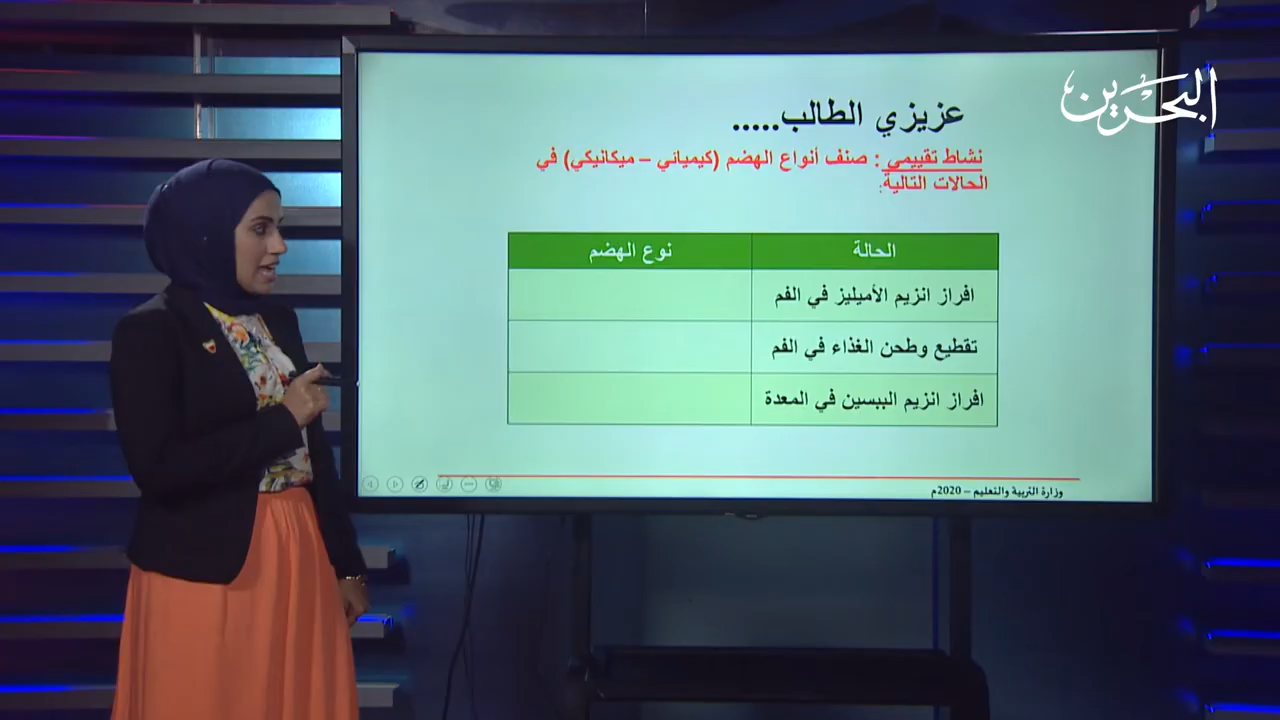 البحرين
عزيزي الطالب.....
نشاط تقييمي : صنف أنواع الهضم (كيميائي – ميكانيكي) في
الحالات التالية:
الحالة نوع الهضم
افراز انزيم الأميليز في الفم
تقطيع وطحن الغذاء في الفم
افراز انزيم الببسين في المعدة
وزارة التربية والتعليم – 2020م